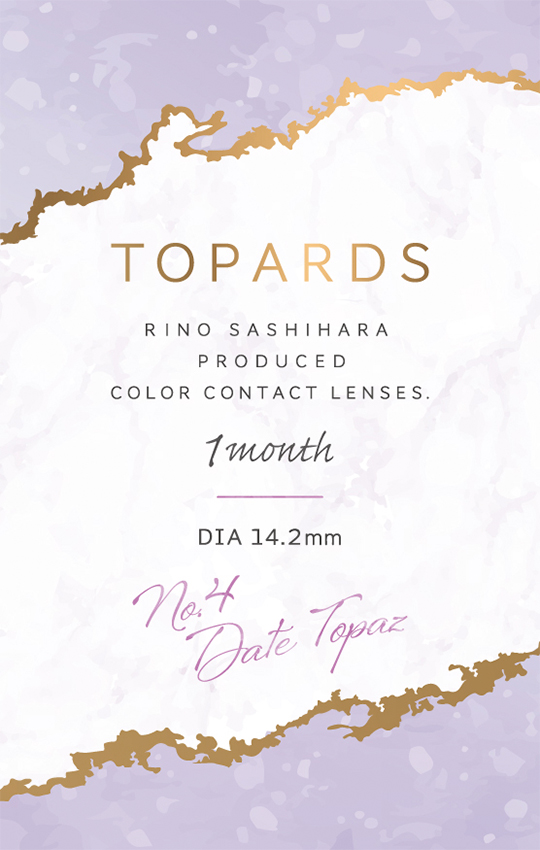 TOPARDS
RINO SASHIHARA
PRODUCED
COLOR CONTACT LENSES.
1month
DIA 14.2mm
No.4
Date Topaz